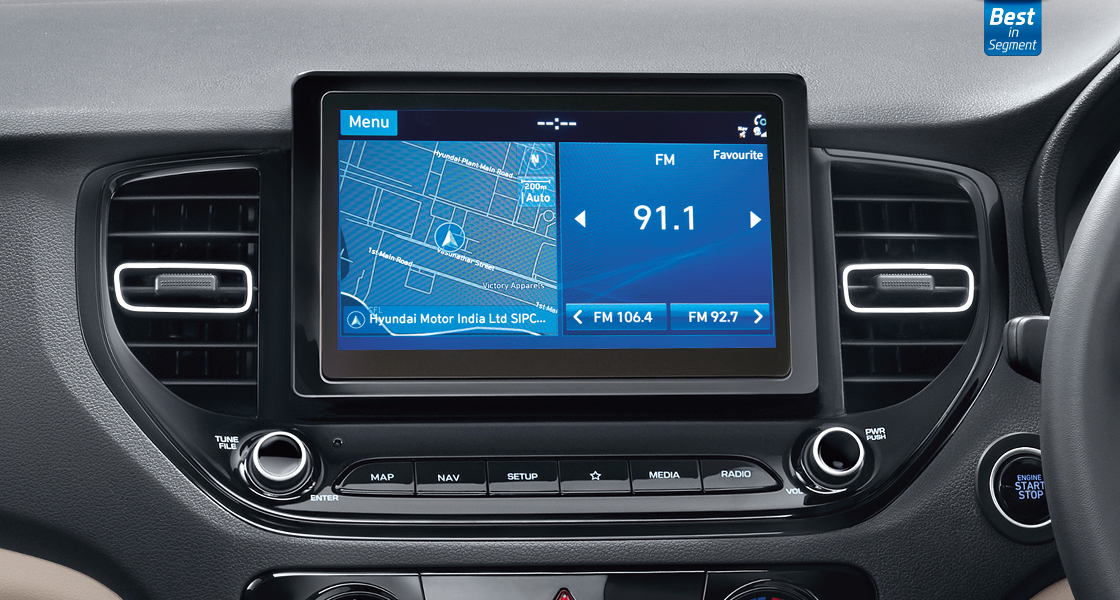 Best
in
Segment
Menu
--:--
Nav
Hyundai Plant Main Road
N
200m
Auto
1st Main Road
Vasunathar Street
Victory Apparels
Hyundai Motor India Ltd SIPC...
FM
Favourite
91.1
FM 106.4
FM 92.7
TUNE
FILE
ENTER
MAP
NAV
SETUP
MEDIA
RADIO
PWR
PUSH
VOL
ENGINE
START
STOP